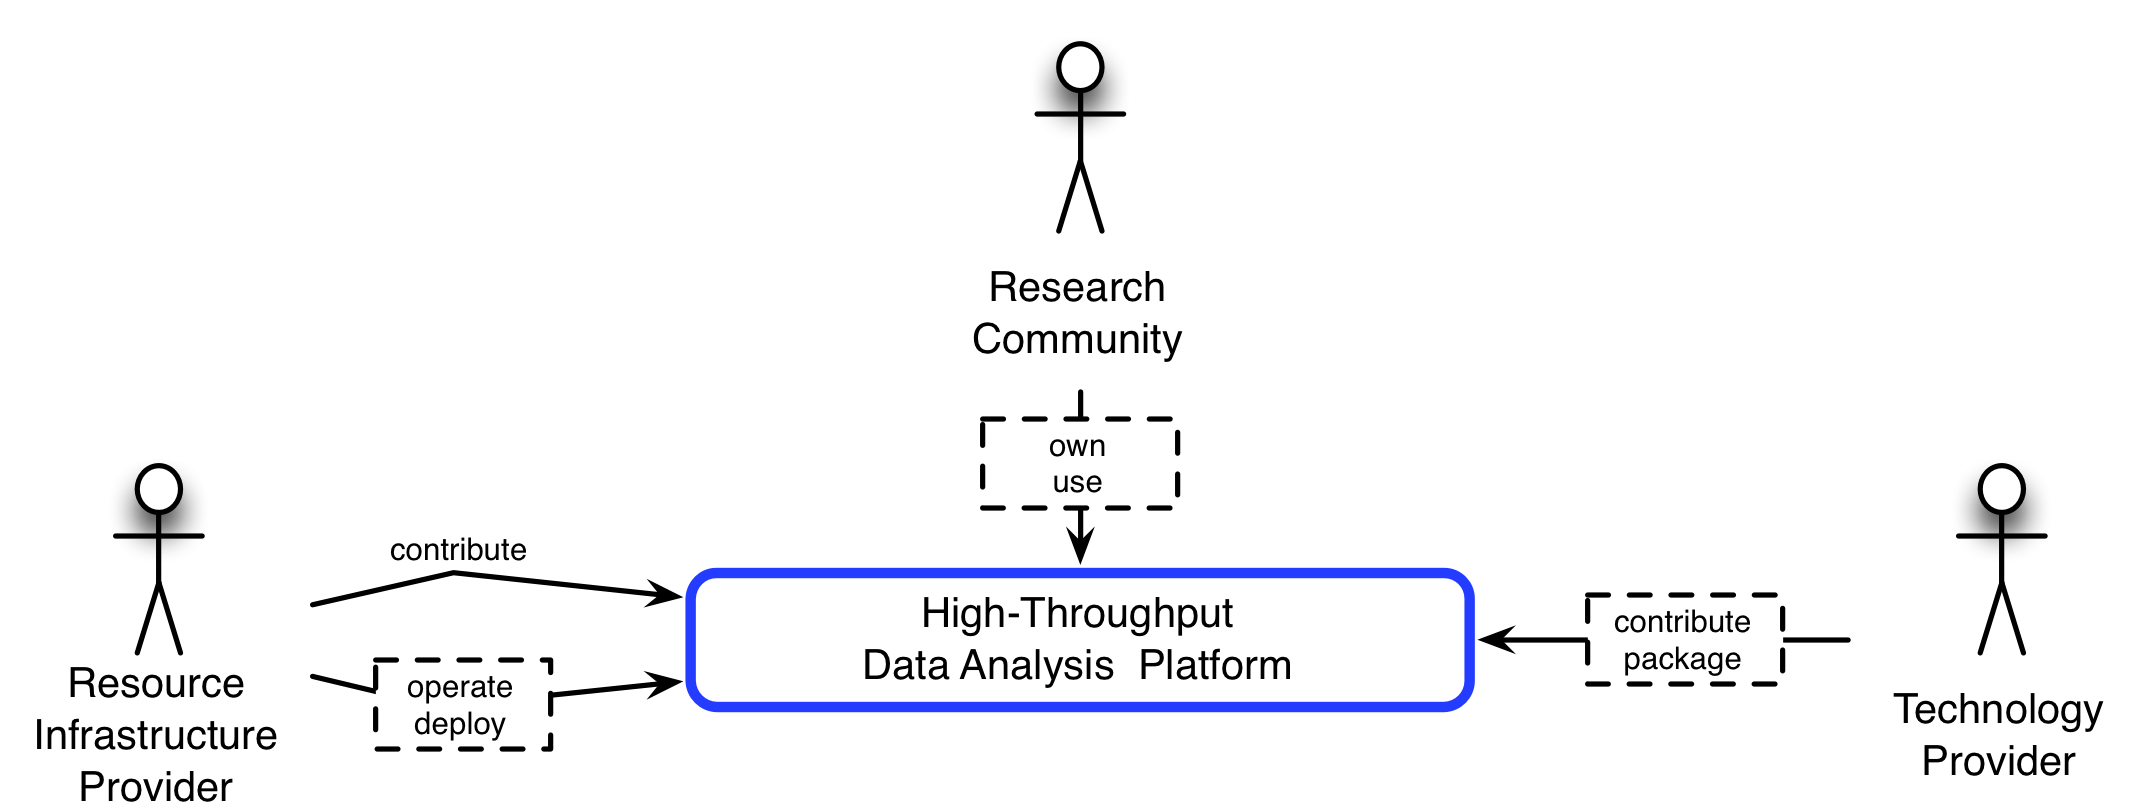 Research
Community
own
use
contribute
High-Throughput
Data Analysis Platform
contribute
package
operate
deploy
Resource
Infrastructure
Provider
Technology
Provider